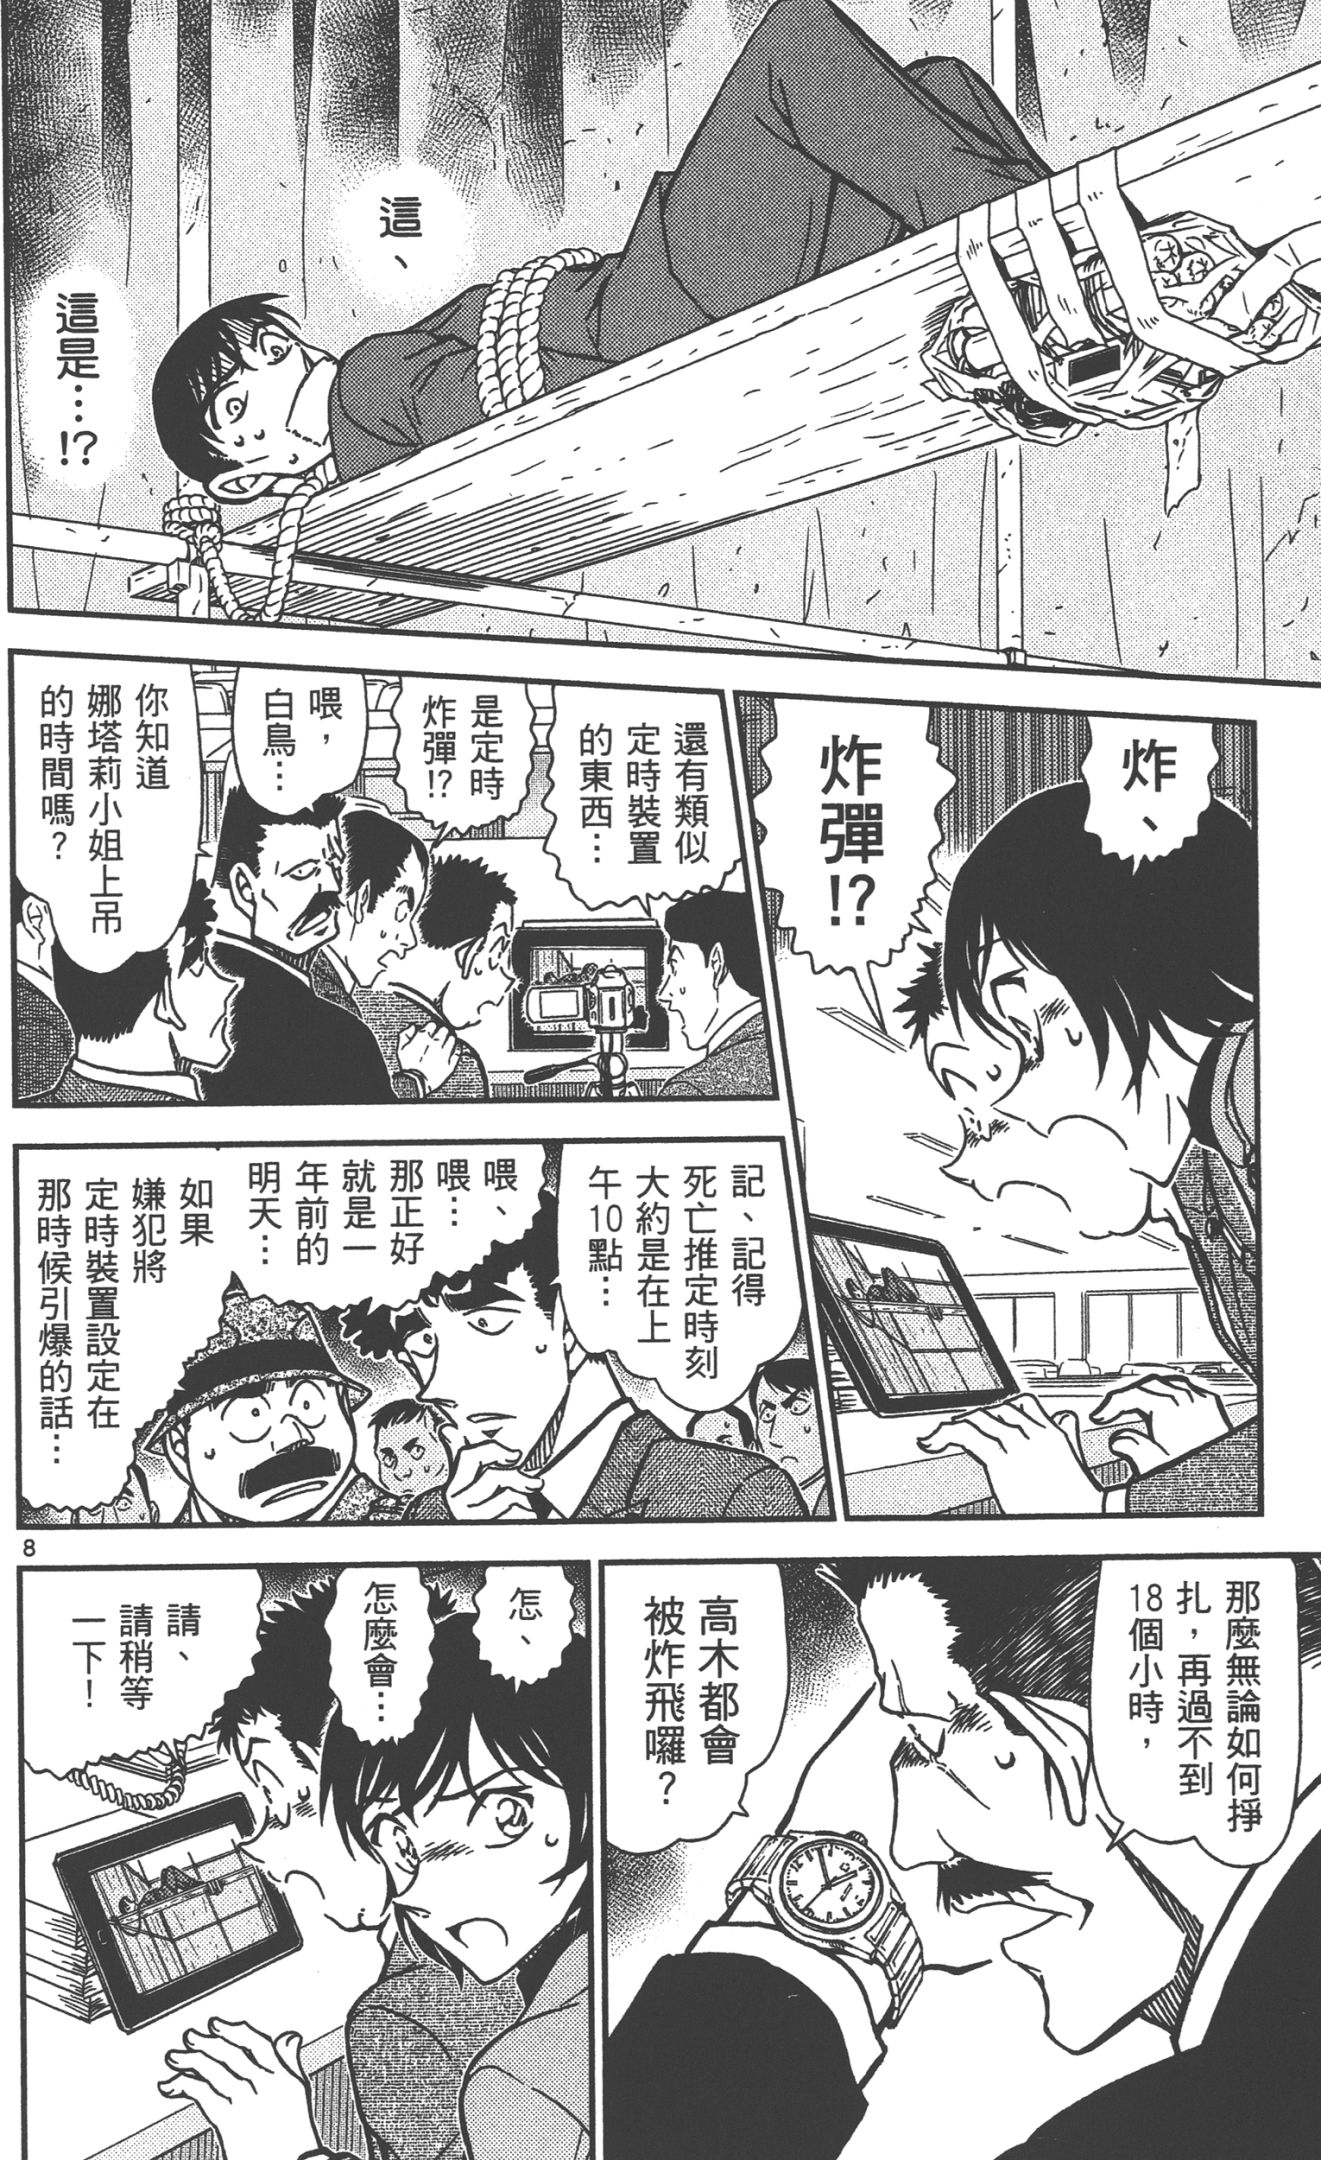 這、
這是…!?
炸、
炸彈!?
還有類似
定時裝置
的東西…
是定時
炸彈!?
喂，
白鳥…
你知道
娜塔莉小姐上吊
的時間嗎？
記、記得
死亡推定時刻
大約是在上
午10點…
喂、
喂…
那正好
就是一
年前的
明天…
如果
嫌犯將
定時裝置設定在
那時候引爆的話…
8
那麼無論如何掙
扎，再過不到
18個小時，
高木都會
被炸飛囉？
怎、
怎麼會…
請、
請稍等
一下！